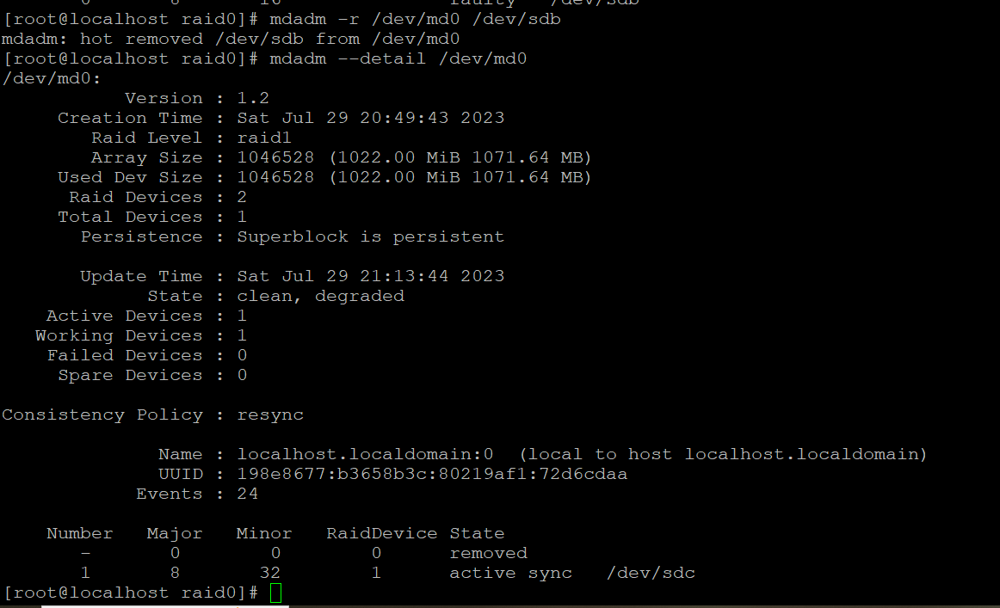 0 8 16 faulty /dev/sdb
[root@localhost raid0]# mdadm -r /dev/md0 /dev/sdb
mdadm: hot removed /dev/sdb from /dev/md0
[root@localhost raid0]# mdadm --detail /dev/md0
/dev/md0:
Version : 1.2
Creation Time : Sat Jul 29 20:49:43 2023
Raid Level : raid1
Array Size : 1046528 (1022.00 MiB 1071.64 MB)
Used Dev Size : 1046528 (1022.00 MiB 1071.64 MB)
Raid Devices : 2
Total Devices : 1
Persistence : Superblock is persistent
Update Time : Sat Jul 29 21:13:44 2023
State : clean, degraded
Active Devices : 1
Working Devices : 1
Failed Devices : 0
Spare Devices : 0
Consistency Policy : resync
Name : localhost.localdomain:0  (local to host localhost.localdomain)
UUID : 198e8677:b3658b3c:80219af1:72d6cdaa
Events : 24
Number Major Minor RaidDevice State
- 0 0 0 removed
1 8 32 1 active sync /dev/sdc
[root@localhost raid0]#